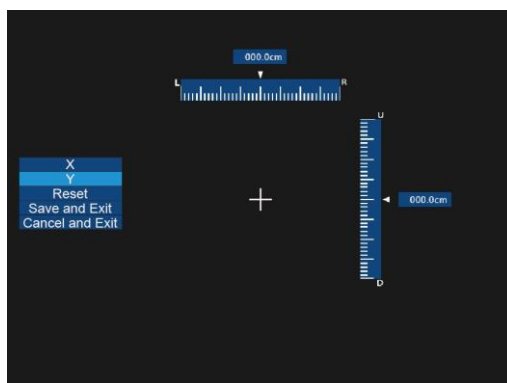 000.0cm
L R
U
X
Y
Reset
Save and Exit
Cancel and Exit
000.0cm
D